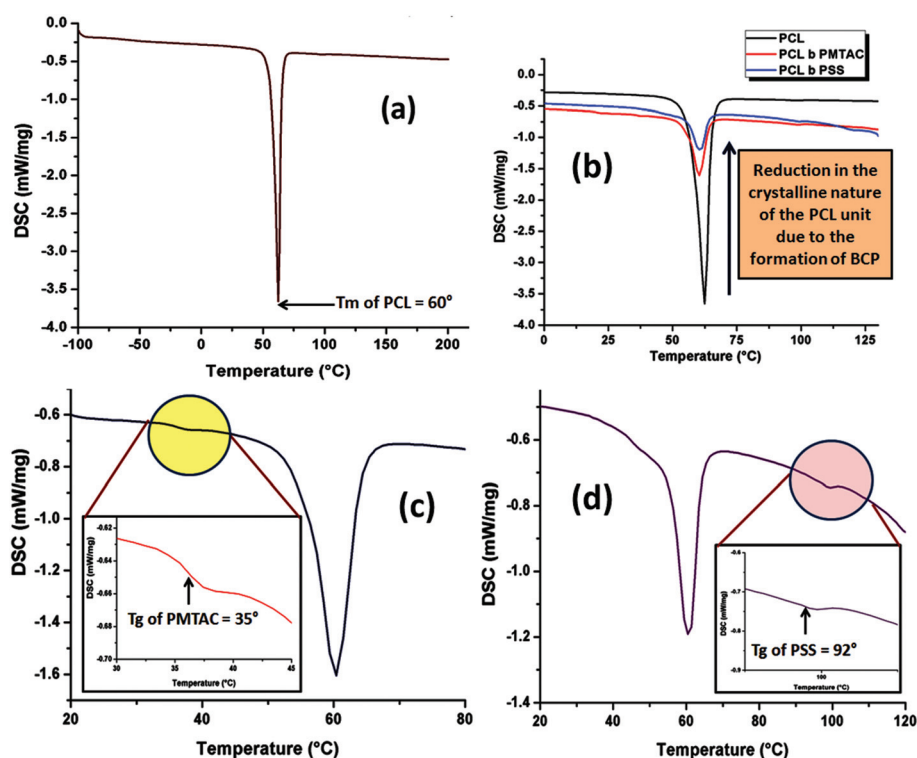 0.0
-0.5
-1.0
-1.5
-2.0
-2.5
-3.0
-3.5
-4.0
DSC (mW/mg)
(a)
Tm of PCL = 60°
-100 -50 0 50 100 150 200
Temperature (°C)
PCL
PCL b PMTAC
PCL b PSS
0.0
-0.5
-1.0
-1.5
-2.0
-2.5
-3.0
-3.5
-4.0
DSC (mW/mg)
(b)
Reduction in the
crystalline nature
of the PCL unit
due to the
formation of BCP
0 25 50 75 100 125
Temperature (°C)
-0.6
-0.8
-1.0
-1.2
-1.4
-1.6
DSC (mW/mg)
(c)
-0.62
-0.64
-0.66
-0.68
-0.70
DSC (mW/mg)
Tg of PMTAC = 35°
30 35 40 45
Temperature (°C)
20 40 60 80
Temperature (°C)
-0.6
-0.8
-1.0
-1.2
-1.4
DSC (mW/mg)
(d)
-0.6
-0.8
-0.9
DSC (mW/mg)
Tg of PSS = 92°
100
Temperature (°C)
20 40 60 80 100 120
Temperature (°C)